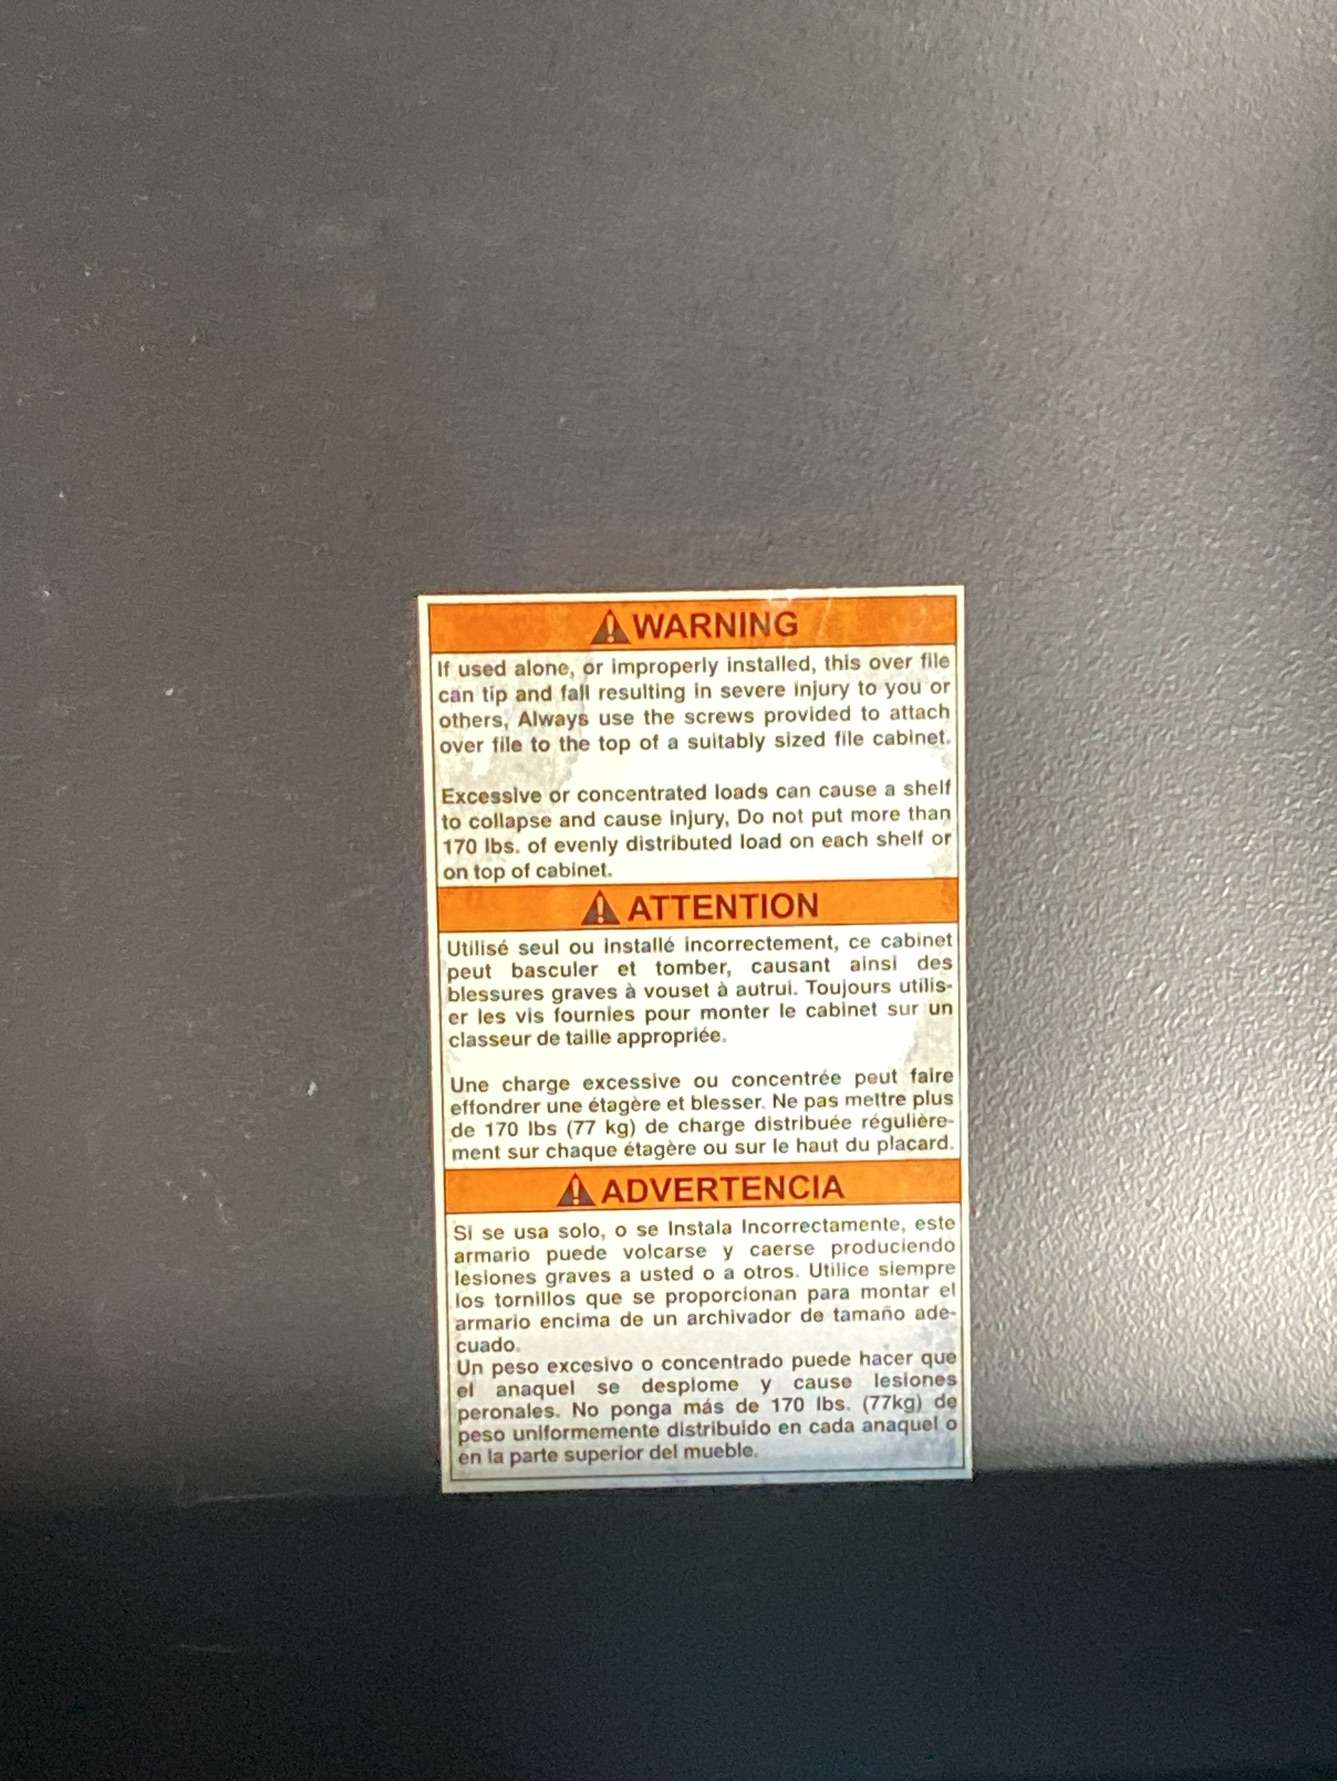 WARNING
If used alone, or improperly installed, this over file
can tip and fall resulting in severe injury to you or
others, Always use the screws provided to attach
over file to the top of a suitably sized file cabinet.
Excessive or concentrated loads can cause a shelf
to collapse and cause injury, Do not put more than
170 lbs. of evenly distributed load on each shelf or
on top of cabinet.
ATTENTION
Utilisé seul ou installé incorrectement, ce cabinet
peut basculer et tomber, causant ainsi des
blessures graves à vouset à autrui. Toujours utilis-
er les vis fournies pour monter le cabinet sur un
classeur de taille appropriée.
Une charge excessive ou concentrée peut faire
effondrer une étagère et blesser. Ne pas mettre plus
de 170 lbs (77 kg) de charge distribuée régulière-
ment sur chaque étagère ou sur le haut du placard.
ADVERTENCIA
Si se usa solo, o se Instala Incorrectamente, este
armario puede volcarse y caerse produciendo
lesiones graves a usted o a otros. Utilice siempre
los tornillos que se proporcionan para montar el
armario encima de un archivador de tamaño ade-
cuado.
Un peso excesivo o concentrado puede hacer que
el anaquel se desplome y cause lesiones
peronales. No ponga más de 170 lbs. (77kg) de
peso uniformemente distribuido en cada anaquel o
en la parte superior del mueble.